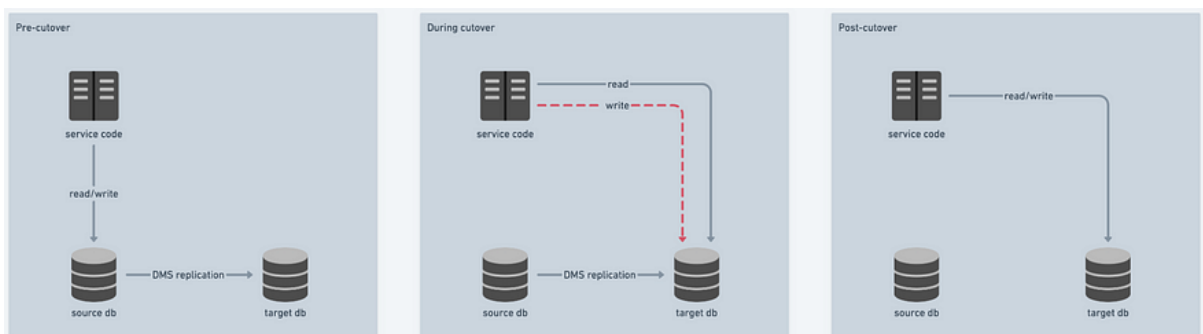 Pre-cutover
service code
read/write
DMS replication
source db
target db
During cutover
read
write
service code
DMS replication
source db
target db
Post-cutover
read/write
service code
source db
target db